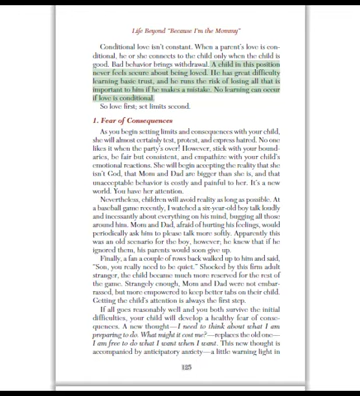 Life Beyond "Because I'm the Mommy"
Conditional love isn't constant. When a parent's love is con-
ditional, he or she connects to the child only when the child is
good. Bad behavior brings withdrawal. A child in this position
never feels secure about being loved. He has great difficulty
learning basic trust, and he runs the risk of losing all that is
important to him if he makes a mistake. No learning can occur
if love is conditional.
So love first; set limits second.
1. Fear of Consequences
As you begin setting limits and consequences with your child,
she will almost certainly test, protest, and express hatred. No one
likes it when the party's over! However, stick with your bound-
aries, be fair but consistent, and empathize with your child's
emotional reactions. She will begin accepting the reality that she
isn't God, that Mom and Dad are bigger than she is, and that
unacceptable behavior is costly and painful to her. It's a new
world. You have her attention.
Nevertheless, children will avoid reality as long as possible. At
a baseball game recently, I watched a six-year-old boy talk loudly
and incessantly about everything on his mind, bugging all those
around him. Mom and Dad, afraid of hurting his feelings, would
periodically ask him to please talk more softly. Apparently this
was an old scenario for the boy, however; he knew that if he
ignored him, his parents would soon give up.
Finally, a fan a couple of rows back walked up to him and said,
"Son, you really need to be quiet." Shocked by this firm adult
stranger, the child became much more reserved for the rest of
the game. Strangely enough, Mom and Dad were not embar-
rassed, but more empowered to keep better tabs on their child.
Getting the child's attention is always the first step.
If all goes reasonably well and you both survive the initial
difficulties, your child will develop a healthy fear of conse-
quences. A new thought—I need to think about what I am
preparing to do. What might it cost me?—replaces the old one—
I am free to do what I want when I want. This new thought is
accompanied by anticipatory anxiety—a little warning light in
125